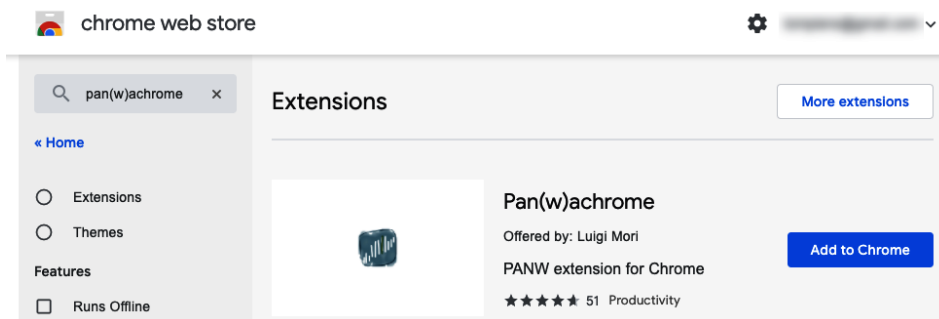 chrome web store
pan(w)achrome ×
« Home
Extensions
Themes
Features
Runs Offline
Extensions
More extensions
Pan(w)achrome
Offered by: Luigi Mori
PANW extension for Chrome
51 Productivity
Add to Chrome